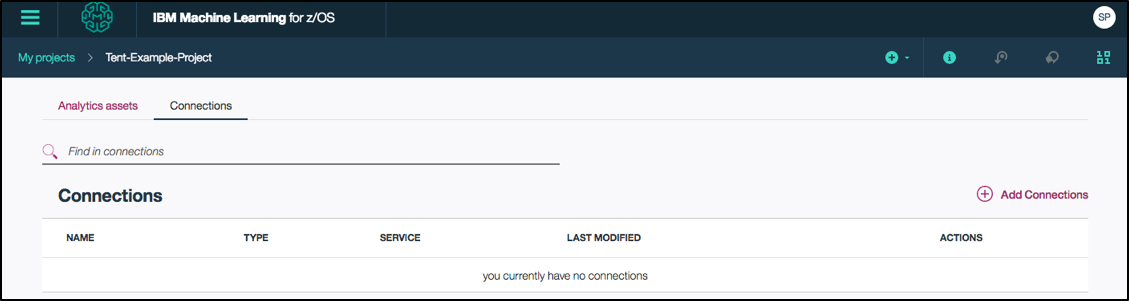 IBM Machine Learning for z/OS
SP
My projects > Tent-Example-Project
Analytics assets Connections
Find in connections
Connections
Add Connections
NAME TYPE SERVICE LAST MODIFIED ACTIONS
you currently have no connections